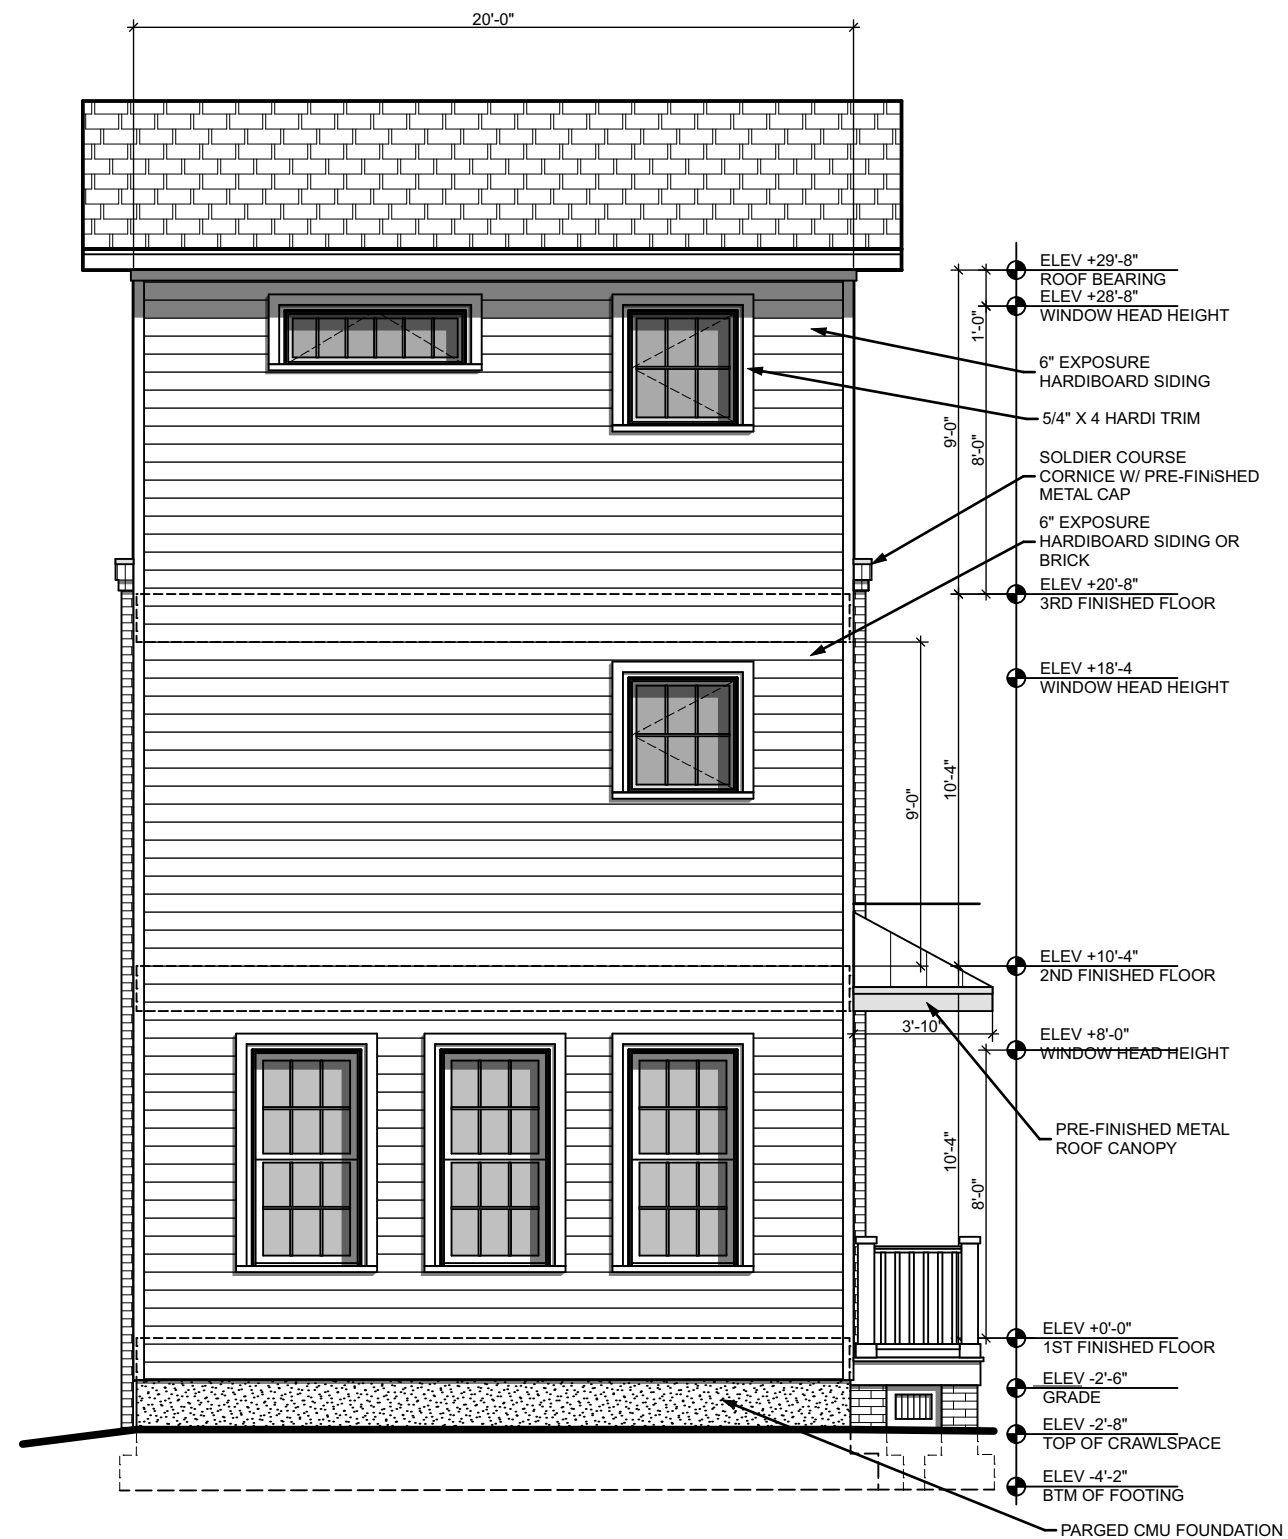 20'-0"
ELEV +29'-8"
ROOF BEARING
ELEV +28'-8"
WINDOW HEAD HEIGHT
1'-0"
6" EXPOSURE
HARDIBOARD SIDING
5/4" X 4 HARDI TRIM
9'-0"
8'-0"
SOLDIER COURSE
CORNICE W/ PRE-FINiSHED
METAL CAP
6" EXPOSURE
HARDIBOARD SIDING OR
BRICK
ELEV +20'-8"
3RD FINISHED FLOOR
ELEV +18'-4
WINDOW HEAD HEIGHT
10'-4"
9'-0"
ELEV +10'-4"
2ND FINISHED FLOOR
3'-10"
ELEV +8'-0"
WINDOW HEAD HEIGHT
PRE-FINISHED METAL
ROOF CANOPY
10'-4"
8'-0"
ELEV +0'-0"
1ST FINISHED FLOOR
ELEV -2'-6"
GRADE
ELEV -2'-8"
TOP OF CRAWLSPACE
ELEV -4'-2"
BTM OF FOOTING
PARGED CMU FOUNDATION